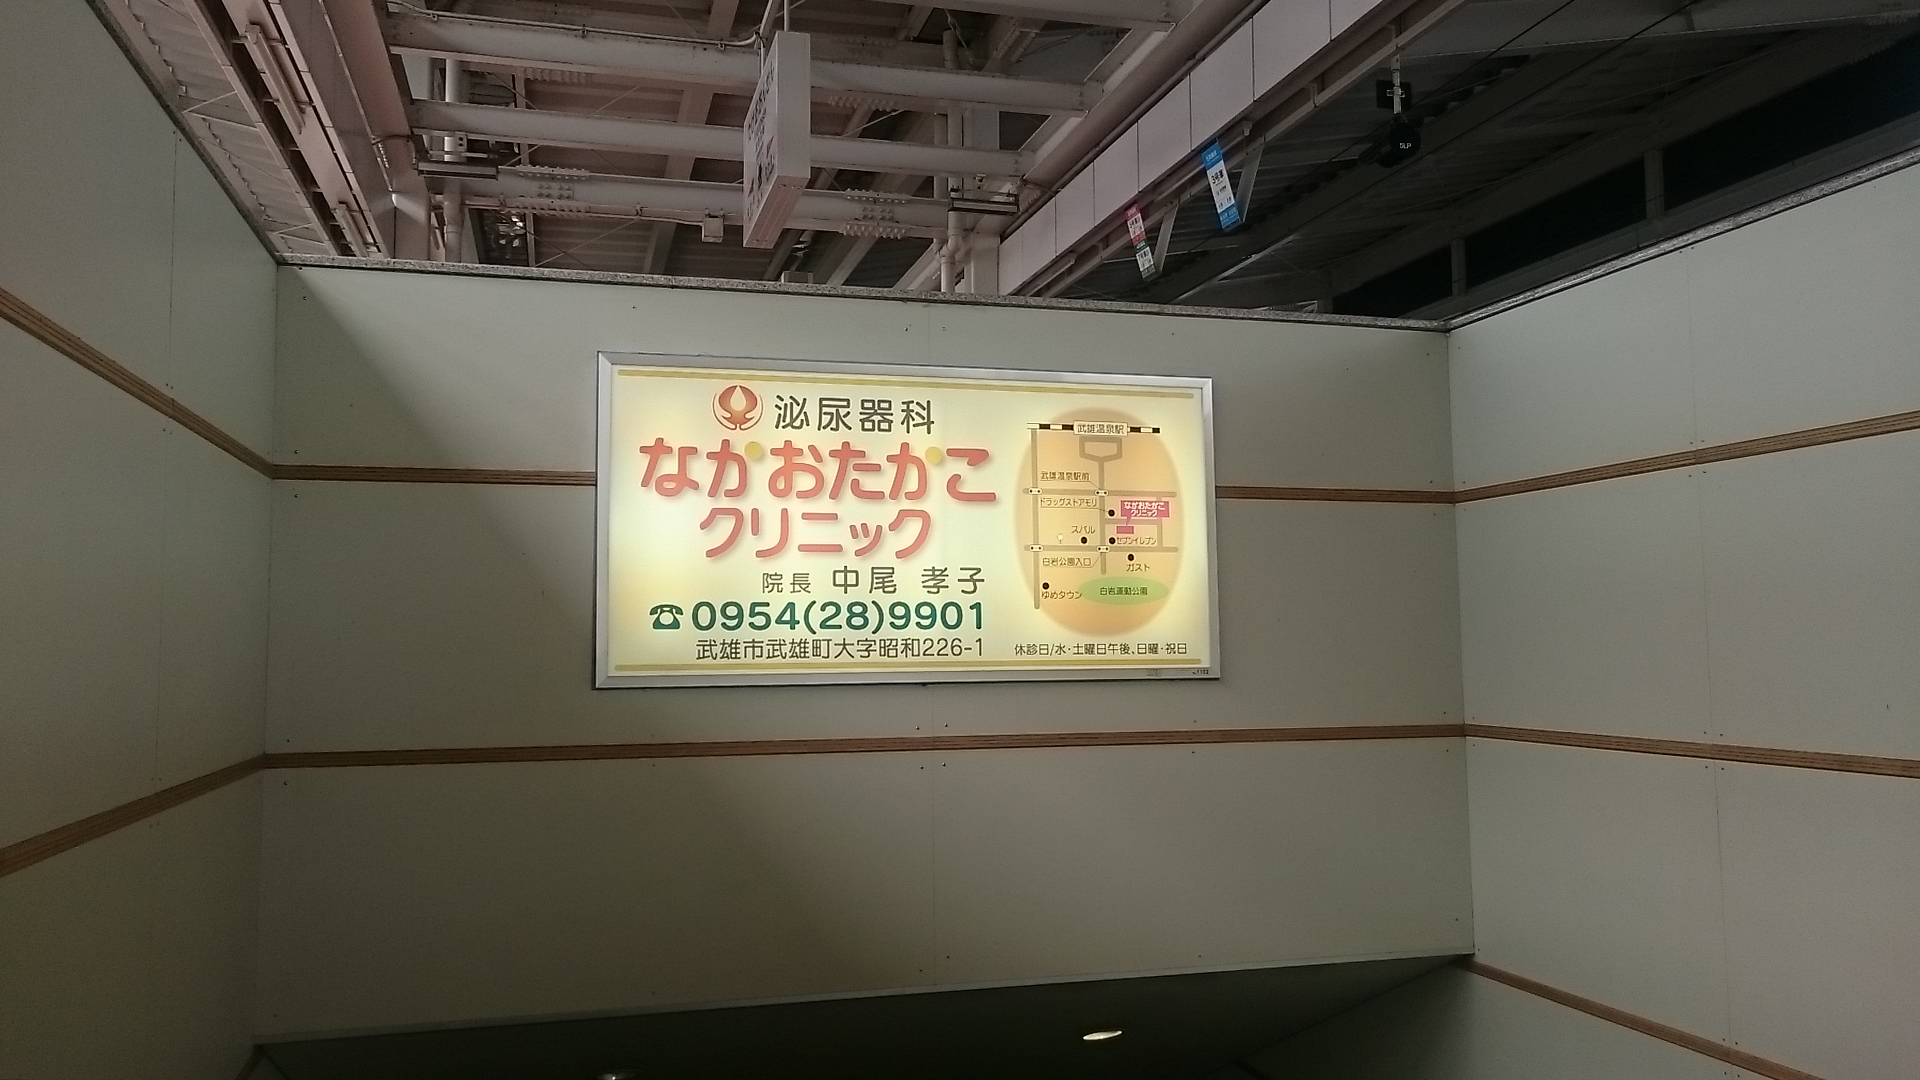 泌尿器科
ながおたかこ
クリニック
院長 中尾 孝子
☎0954(28)9901
武雄市武雄町大字昭和226-1
武雄温泉駅
武雄温泉駅前
ドラッグストアモリ
ながおたかこ
クリニック
スバル
セブンイレブン
白岩公園入口
ガスト
ゆめタウン
白岩運動公園
休診日/水・土曜日午後、日曜・祝日
5LP